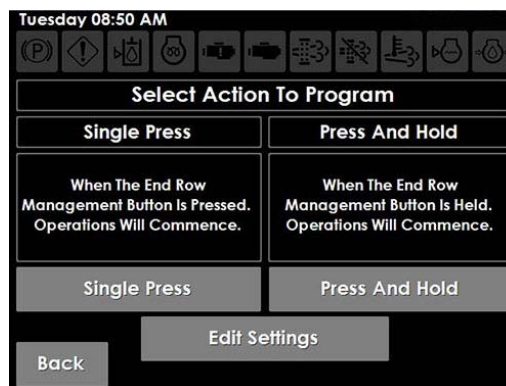 Tuesday 08:50 AM
Select Action To Program
Single Press
Press And Hold
When The End Row
Management Button Is Pressed.
Operations Will Commence.
When The End Row
Management Button Is Held.
Operations Will Commence.
Single Press
Press And Hold
Edit Settings
Back